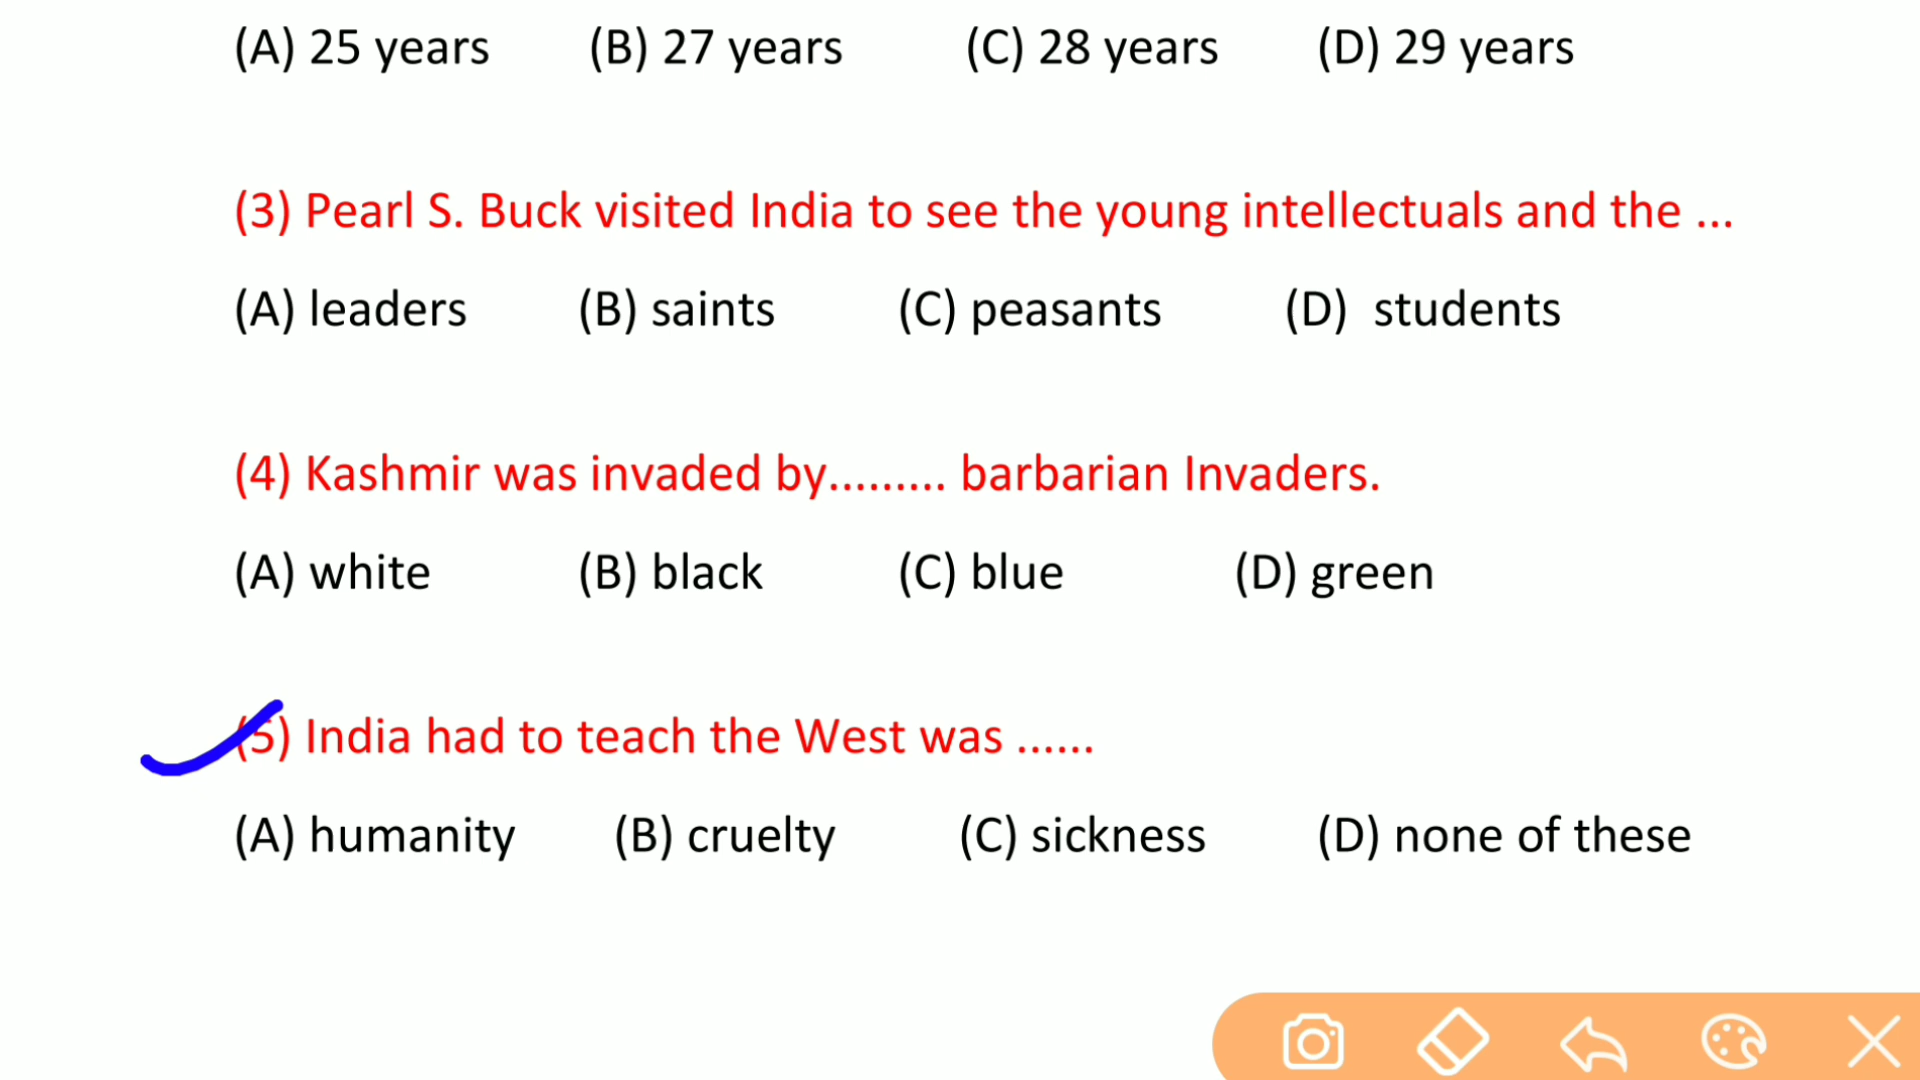 (A) 25 years (B) 27 years (C) 28 years (D) 29 years
(3) Pearl S. Buck visited India to see the young intellectuals and the ...
(A) leaders (B) saints (C) peasants (D) students
(4) Kashmir was invaded by......... barbarian Invaders.
(A) white (B) black (C) blue (D) green
(5) India had to teach the West was ......
(A) humanity (B) cruelty (C) sickness (D) none of these